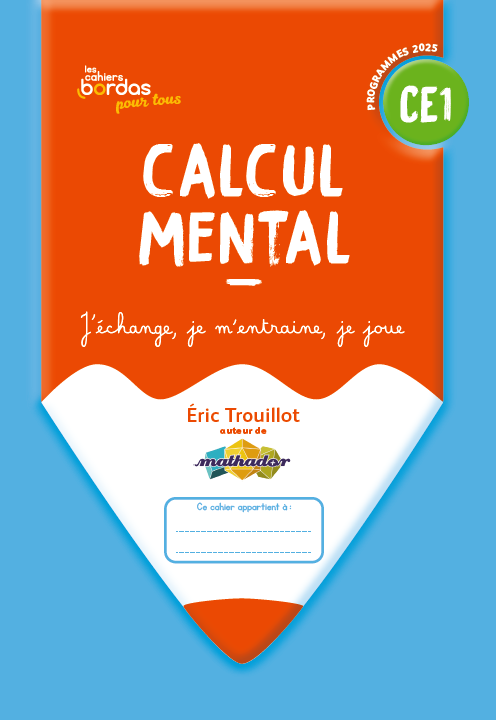 PROGRAMMES 2025
CE1
les
cahiers
bordas
pour tous
CALCUL
MENTAL
J'échange, je m'entraine, je joue
Éric Trouillot
auteur de
mathador
Ce cahier appartient à :